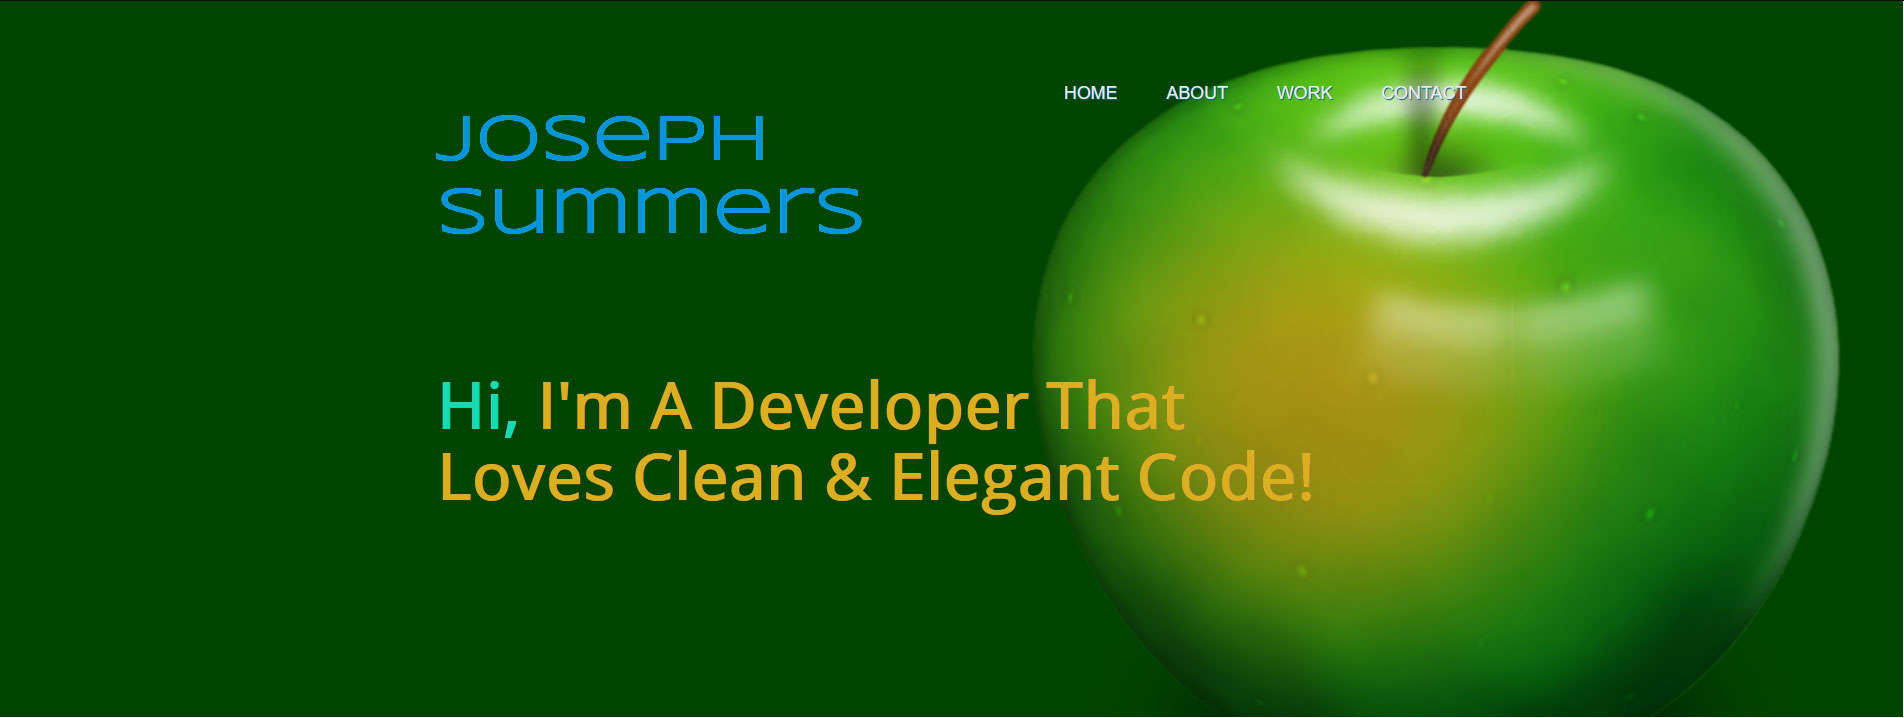 HOME ABOUT WORK CONTACT
JOSePH
summers
Hi, I'm A Developer That
Loves Clean & Elegant Code!